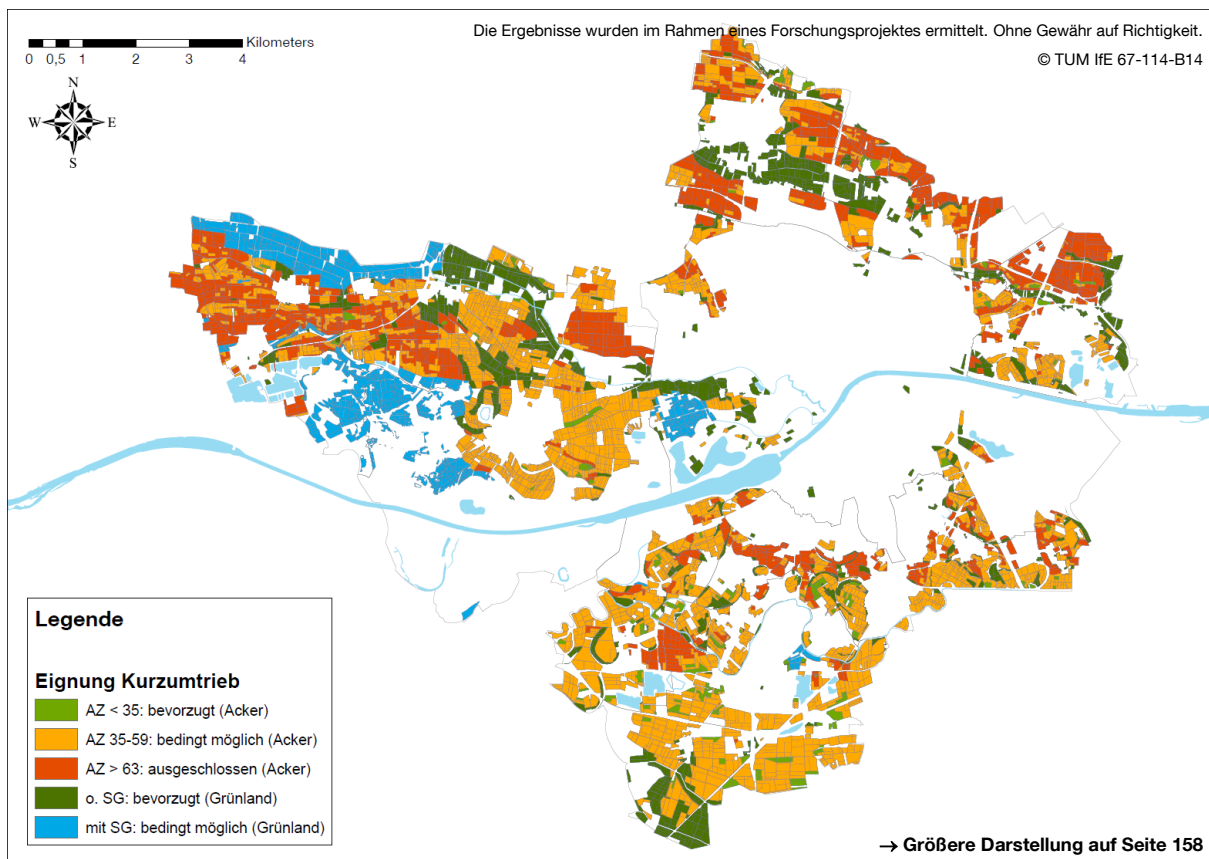 Die Ergebnisse wurden im Rahmen eines Forschungsprojektes ermittelt. Ohne Gewähr auf Richtigkeit.
© TUM IfE 67-114-B14
Kilometers
0 0,5 1 2 3 4
N
W E
S
Legende
Eignung Kurzumtrieb
AZ < 35: bevorzugt (Acker)
AZ 35-59: bedingt möglich (Acker)
AZ > 63: ausgeschlossen (Acker)
o. SG: bevorzugt (Grünland)
mit SG: bedingt möglich (Grünland)
→ Größere Darstellung auf Seite 158